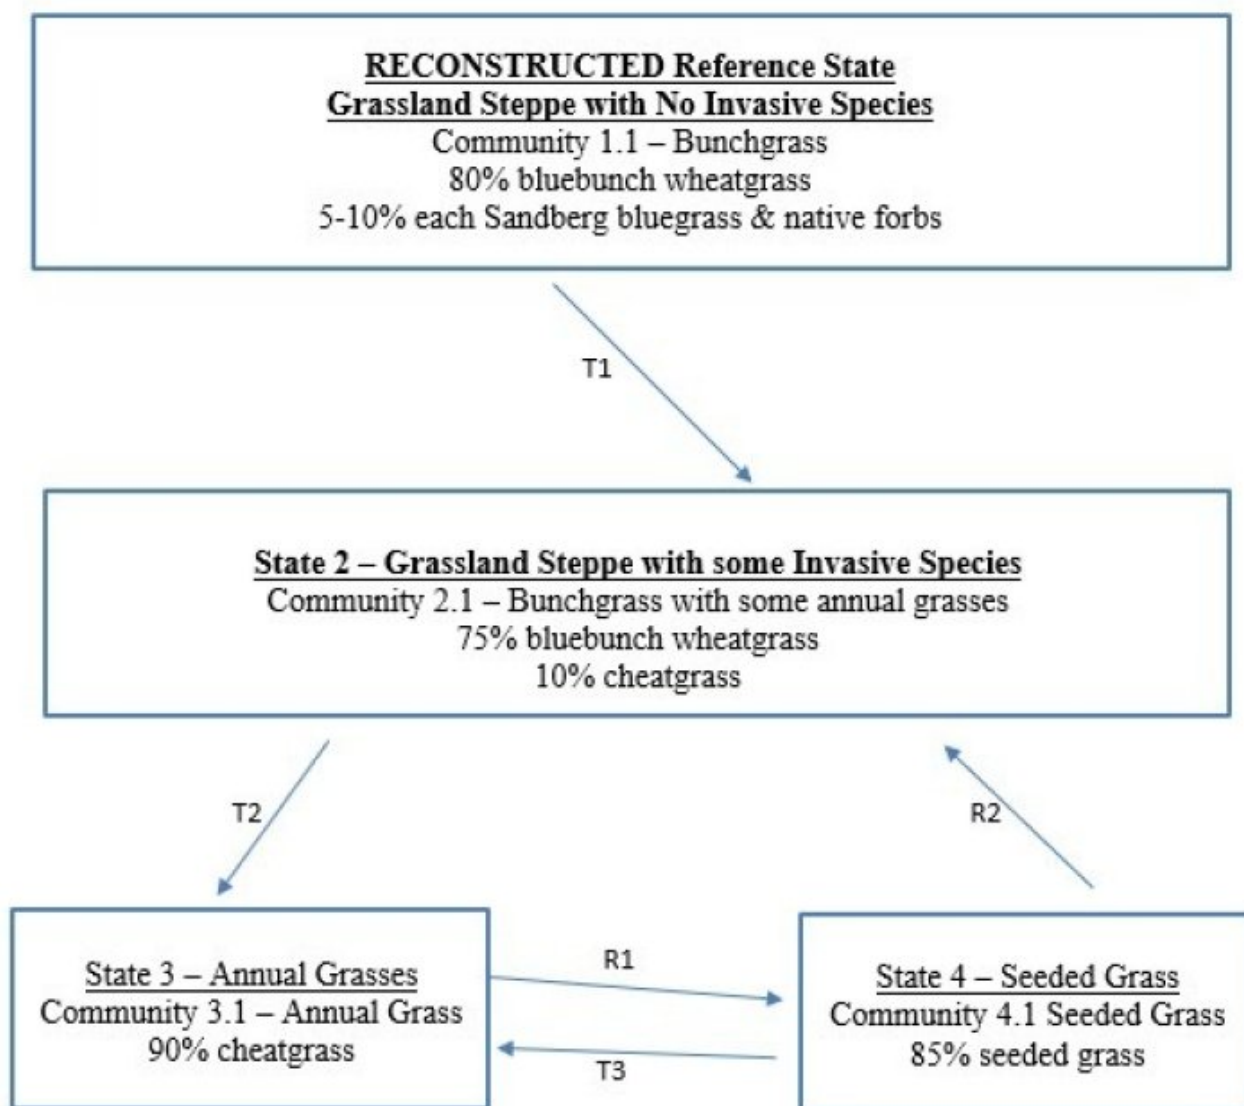 RECONSTRUCTED Reference State
Grassland Steppe with No Invasive Species
Community 1.1 – Bunchgrass
80% bluebunch wheatgrass
5-10% each Sandberg bluegrass & native forbs
T1
State 2 – Grassland Steppe with some Invasive Species
Community 2.1 – Bunchgrass with some annual grasses
75% bluebunch wheatgrass
10% cheatgrass
T2
R2
State 3 – Annual Grasses
Community 3.1 – Annual Grass
90% cheatgrass
R1
T3
State 4 – Seeded Grass
Community 4.1 Seeded Grass
85% seeded grass